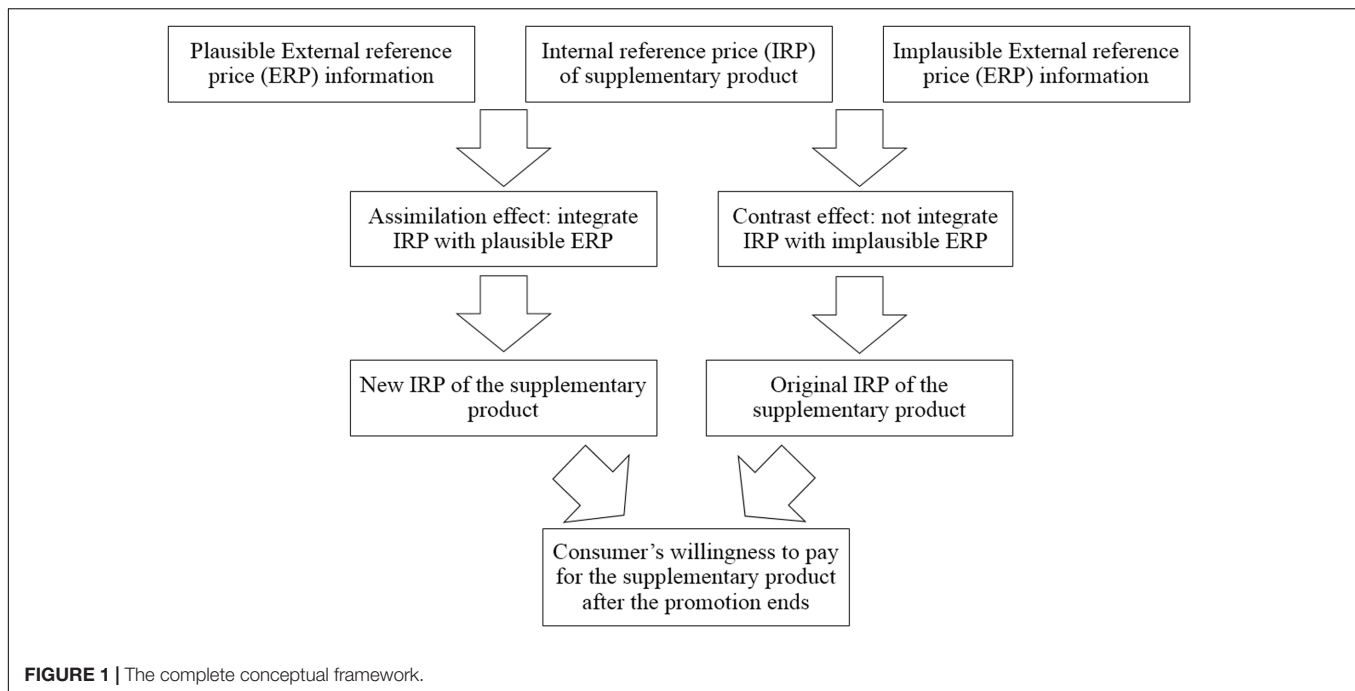 Plausible External reference
price (ERP) information
Internal reference price (IRP)
of supplementary product
Implausible External reference
price (ERP) information
Assimilation effect: integrate
IRP with plausible ERP
Contrast effect: not integrate
IRP with implausible ERP
New IRP of the supplementary
product
Original IRP of the
supplementary product
Consumer's willingness to pay
for the supplementary product
after the promotion ends
FIGURE 1 | The complete conceptual framework.